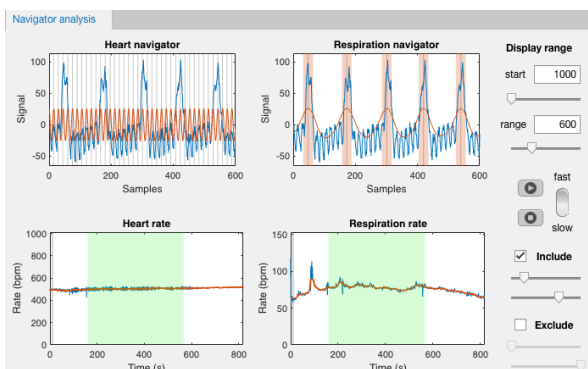 Navigator analysis
Heart navigator
Respiration navigator
Display range
100
50
0
-50
Signal
0
200
400
600
Samples
100
50
0
-50
Signal
0
200
400
600
Samples
start
1000
range
600
fast
slow
Heart rate
Respiration rate
1000
800
600
400
200
0
Rate (bpm)
0
200
400
600
800
Time (s)
150
100
50
0
Rate (bpm)
0
200
400
600
800
Time (s)
Include
Exclude